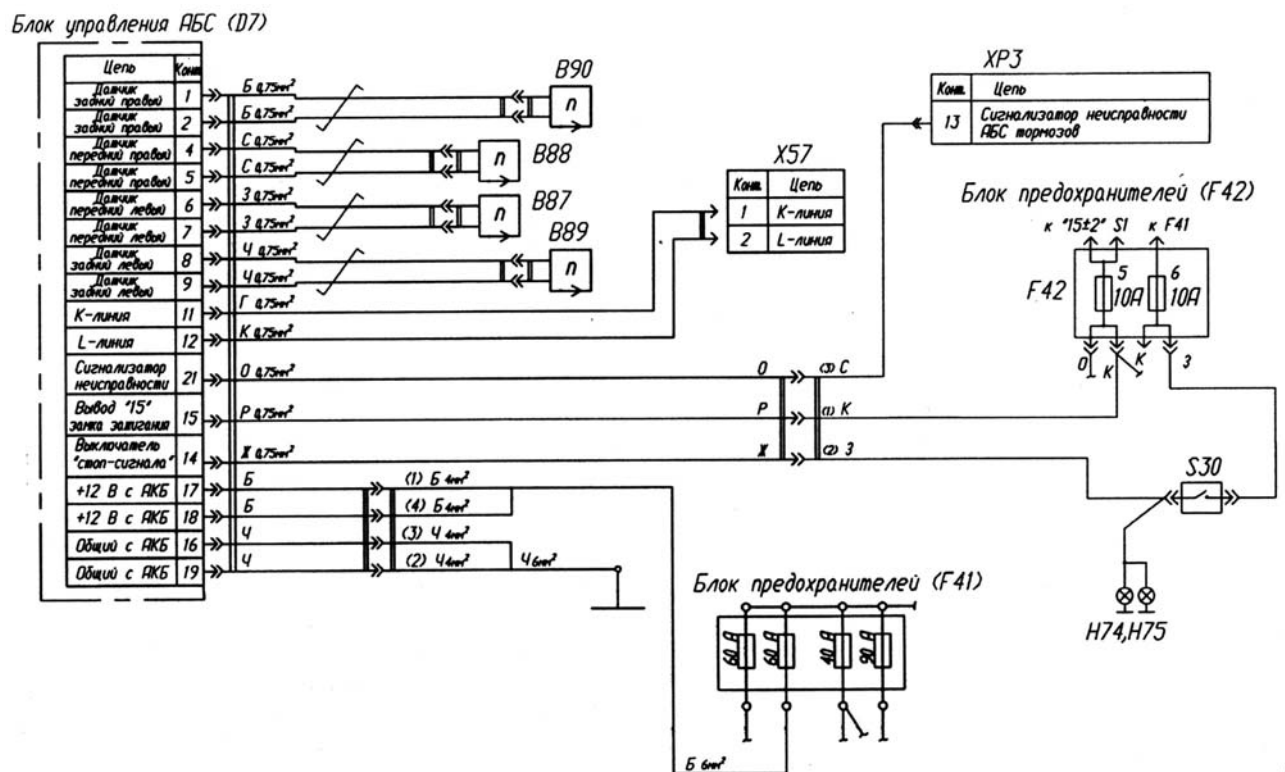 Блок управления АБС (D7)
Цепь Конт.
Датчик задний правый 1
Датчик задний правый 2
Датчик передний правый 4
Датчик передний правый 5
Датчик передний левый 6
Датчик передний левый 7
Датчик задний левый 8
Датчик задний левый 9
К-линия 11
L-линия 12
Сигнализатор неисправности 21
Вывод "15" замка зажигания 15
Выключатель "стоп-сигнала" 14
+12 В с АКБ 17
+12 В с АКБ 18
Общий с АКБ 16
Общий с АКБ 19
Б 0,75мм²
Б 0,75мм²
С 0,75мм²
С 0,75мм²
З 0,75мм²
З 0,75мм²
Ч 0,75мм²
Ч 0,75мм²
Г 0,75мм²
К 0,75мм²
О 0,75мм²
Р 0,75мм²
Ж 0,75мм²
Б
Б
Ч
Ч
(1) Б 4мм²
(4) Б 4мм²
(3) Ч 4мм²
(2) Ч 4мм²
Ч 6мм²
B90
n
B88
n
B87
n
B89
n
X57
Конт. Цепь
1 К-линия
2 L-линия
XP3
Конт. Цепь
13 Сигнализатор неисправности
АБС тормозов
О (3) С
Р (1) К
Ж (2) З
Блок предохранителей (F42)
к "15±2" S1 к F41
F42
5 10А
6 10А
О К К З
S30
H74,H75
Блок предохранителей (F41)
60 А 60 А 40 А 90 А
Б 6мм²